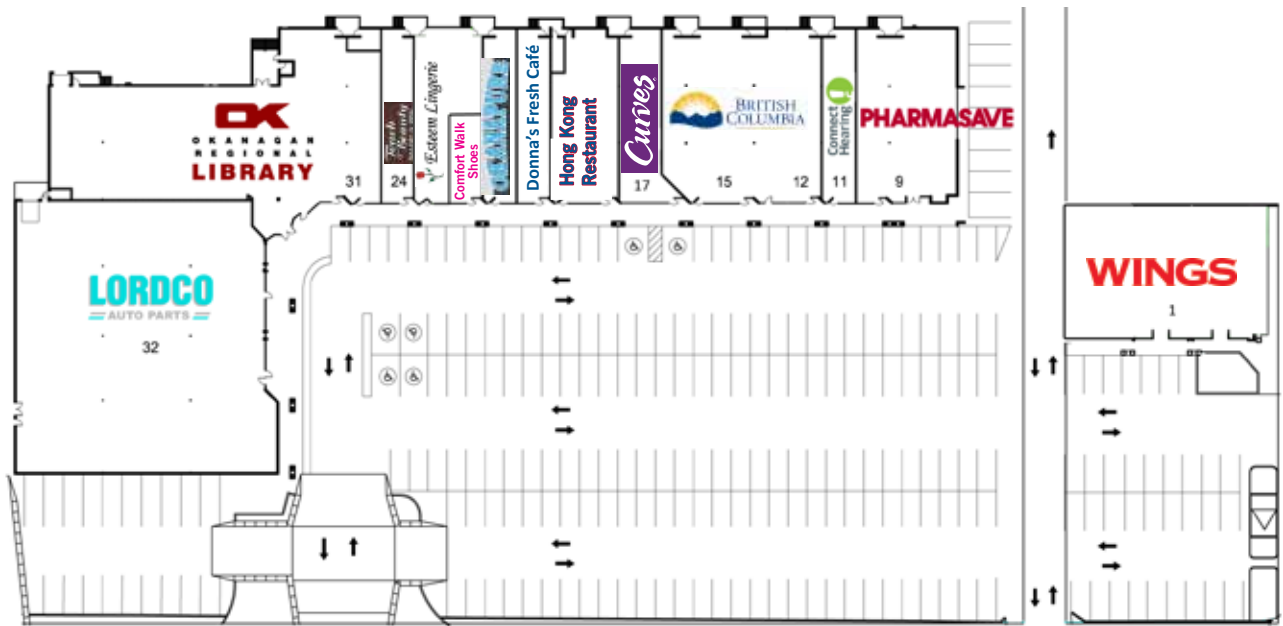 OK
OKANAGAN
REGIONAL
LIBRARY
31
24
Esteem Lingerie
Comfort Walk
Shoes
Donna's Fresh Café
Hong Kong
Restaurant
Curves
17
BRITISH
COLUMBIA
15
12
Connect
Hearing
11
PHARMASAVE
9
LORDCO
AUTO PARTS
32
WINGS
1